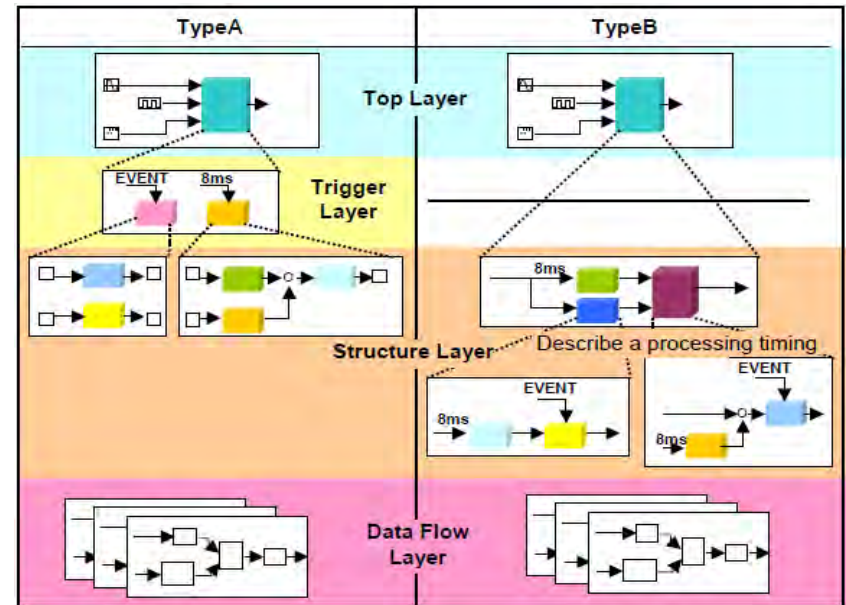 TypeA
TypeB
Top Layer
EVENT
8ms
Trigger
Layer
8ms
Structure Layer
Describe a processing timing
EVENT
8ms
EVENT
8ms
Data Flow
Layer